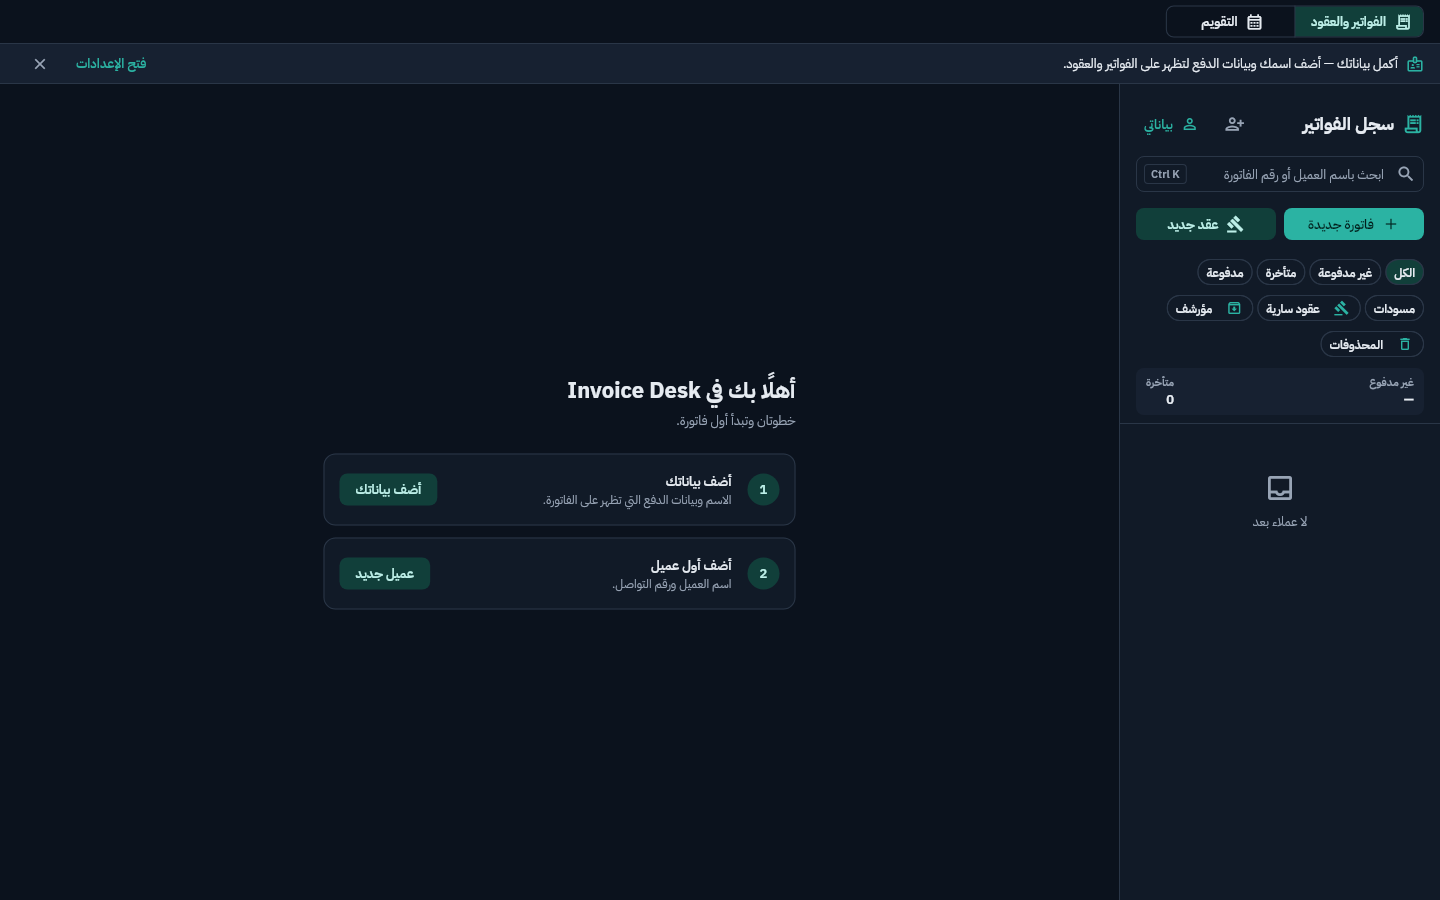 الفواتير والعقود
التقويم
أكمل بياناتك — أضف اسمك وبيانات الدفع لتظهر على الفواتير والعقود.
فتح الإعدادات
سجل الفواتير
بياناتي
ابحث باسم العميل أو رقم الفاتورة
Ctrl K
فاتورة جديدة
عقد جديد
الكل
غير مدفوعة
متأخرة
مدفوعة
مسودات
عقود سارية
مؤرشف
المحذوفات
غير مدفوع
متأخرة
—
0
لا عملاء بعد
أهلًا بك في Invoice Desk
خطوتان وتبدأ أول فاتورة.
1
أضف بياناتك
الاسم وبيانات الدفع التي تظهر على الفاتورة.
أضف بياناتك
2
أضف أول عميل
اسم العميل ورقم التواصل.
عميل جديد